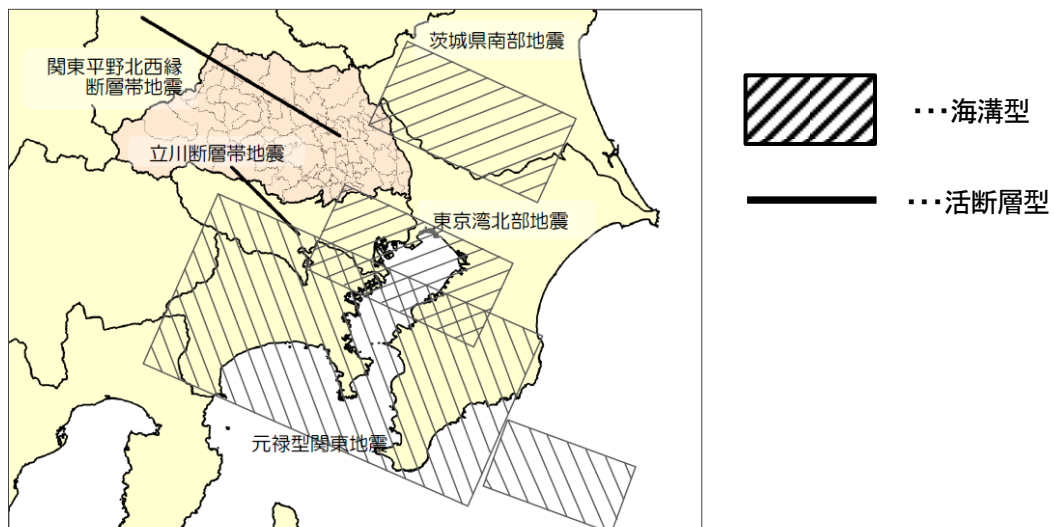 茨城県南部地震
関東平野北西縁
断層帯地震
立川断層帯地震
東京湾北部地震
元禄型関東地震
･･･海溝型
･･･活断層型